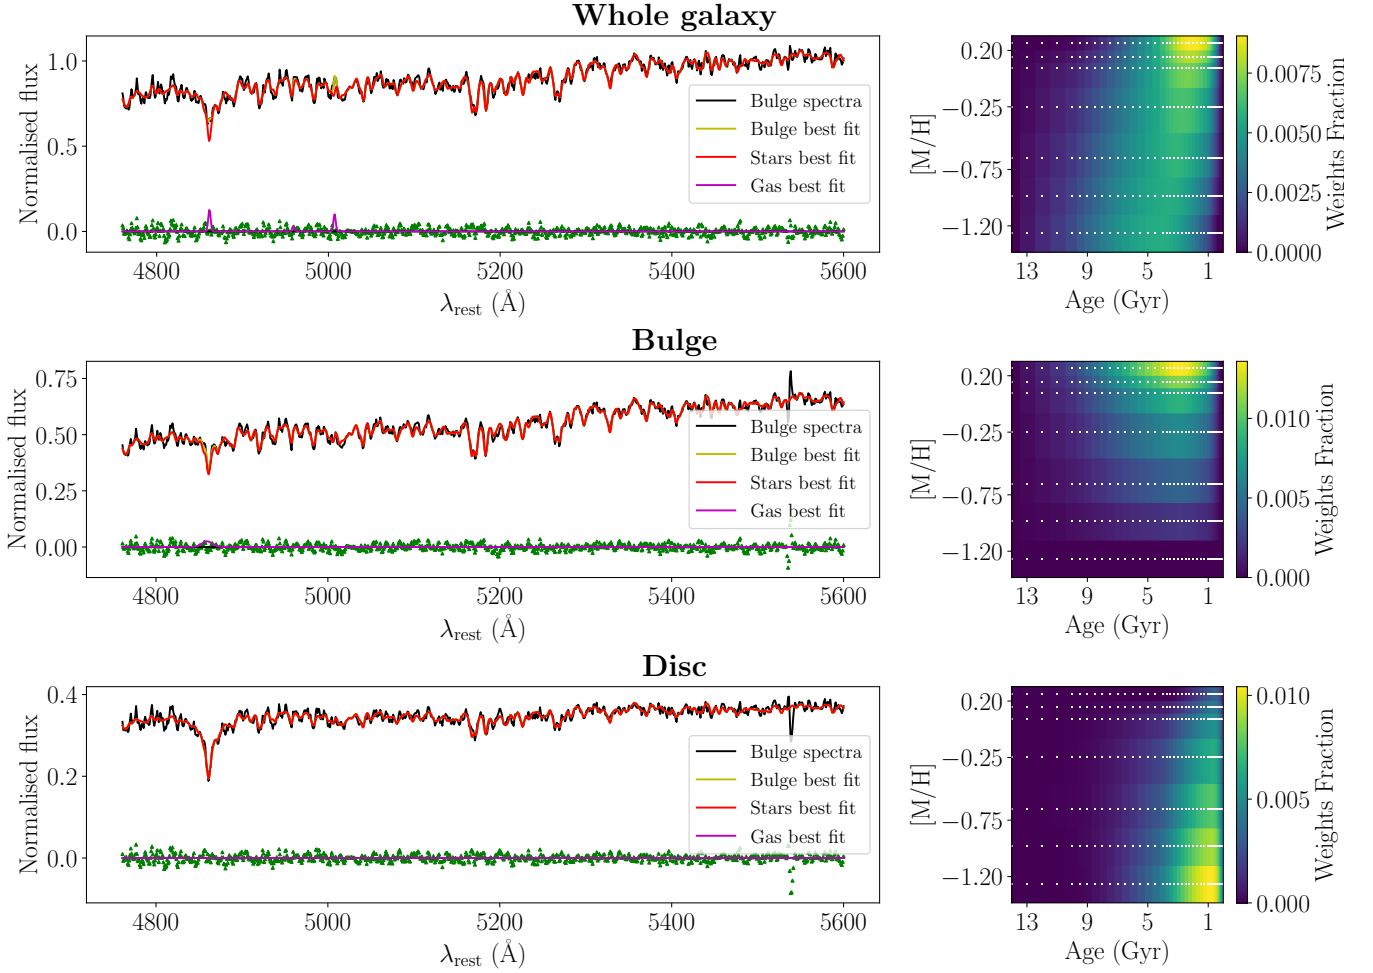 Whole galaxy
Normalised flux
1.0
0.5
0.0
Bulge spectra
Bulge best fit
Stars best fit
Gas best fit
4800
5000
5200
5400
5600
λrest (Å)
[M/H]
0.20
−0.25
−0.75
−1.20
13
9
5
1
Age (Gyr)
0.0075
0.0050
0.0025
0.0000
Weights Fraction
Bulge
Normalised flux
0.75
0.50
0.25
0.00
Bulge spectra
Bulge best fit
Stars best fit
Gas best fit
4800
5000
5200
5400
5600
λrest (Å)
[M/H]
0.20
−0.25
−0.75
−1.20
13
9
5
1
Age (Gyr)
0.010
0.005
0.000
Weights Fraction
Disc
Normalised flux
0.4
0.2
0.0
Bulge spectra
Bulge best fit
Stars best fit
Gas best fit
4800
5000
5200
5400
5600
λrest (Å)
[M/H]
0.20
−0.25
−0.75
−1.20
13
9
5
1
Age (Gyr)
0.010
0.005
0.000
Weights Fraction